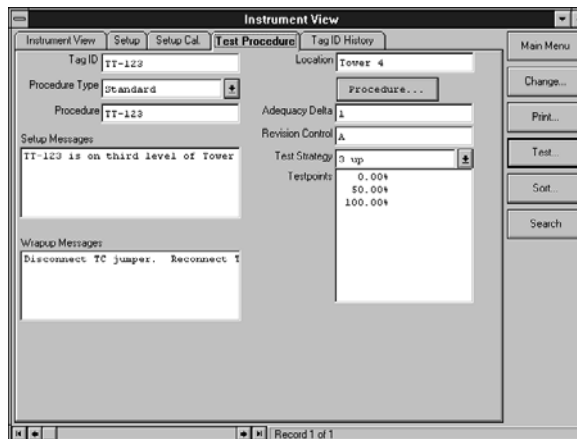 Instrument View
Instrument View Setup Setup Cal. Test Procedure Tag ID History
Tag ID TT-123
Procedure Type Standard
Procedure TT-123
Setup Messages
TT-123 is on third level of Tower
Wrapup Messages
Disconnect TC jumper. Reconnect T
Location Tower 4
Procedure...
Adequacy Delta 1
Revision Control A
Test Strategy 3 up
Testpoints
0.00%
50.00%
100.00%
Main Menu
Change...
Print...
Test...
Sort...
Search
Record 1 of 1